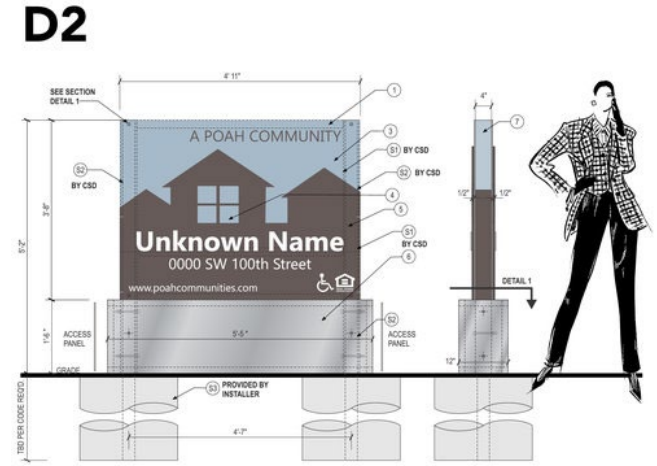 D2
4' 11"
SEE SECTION
DETAIL 1
1
4"
7
A POAH COMMUNITY
3
S1 BY CSD
S2
BY CSD
S2 BY CSD
4
3'-8"
5'-2"
5
1/2"
1/2"
Unknown Name
S1
BY CSD
0000 SW 100th Street
6
www.poahcommunities.com
DETAIL 1
1'-6"
ACCESS
PANEL
5'-5"
S2
ACCESS
PANEL
12"
GRADE
S3 PROVIDED BY
INSTALLER
TBD PER CODE REQ'D.
4'-7"